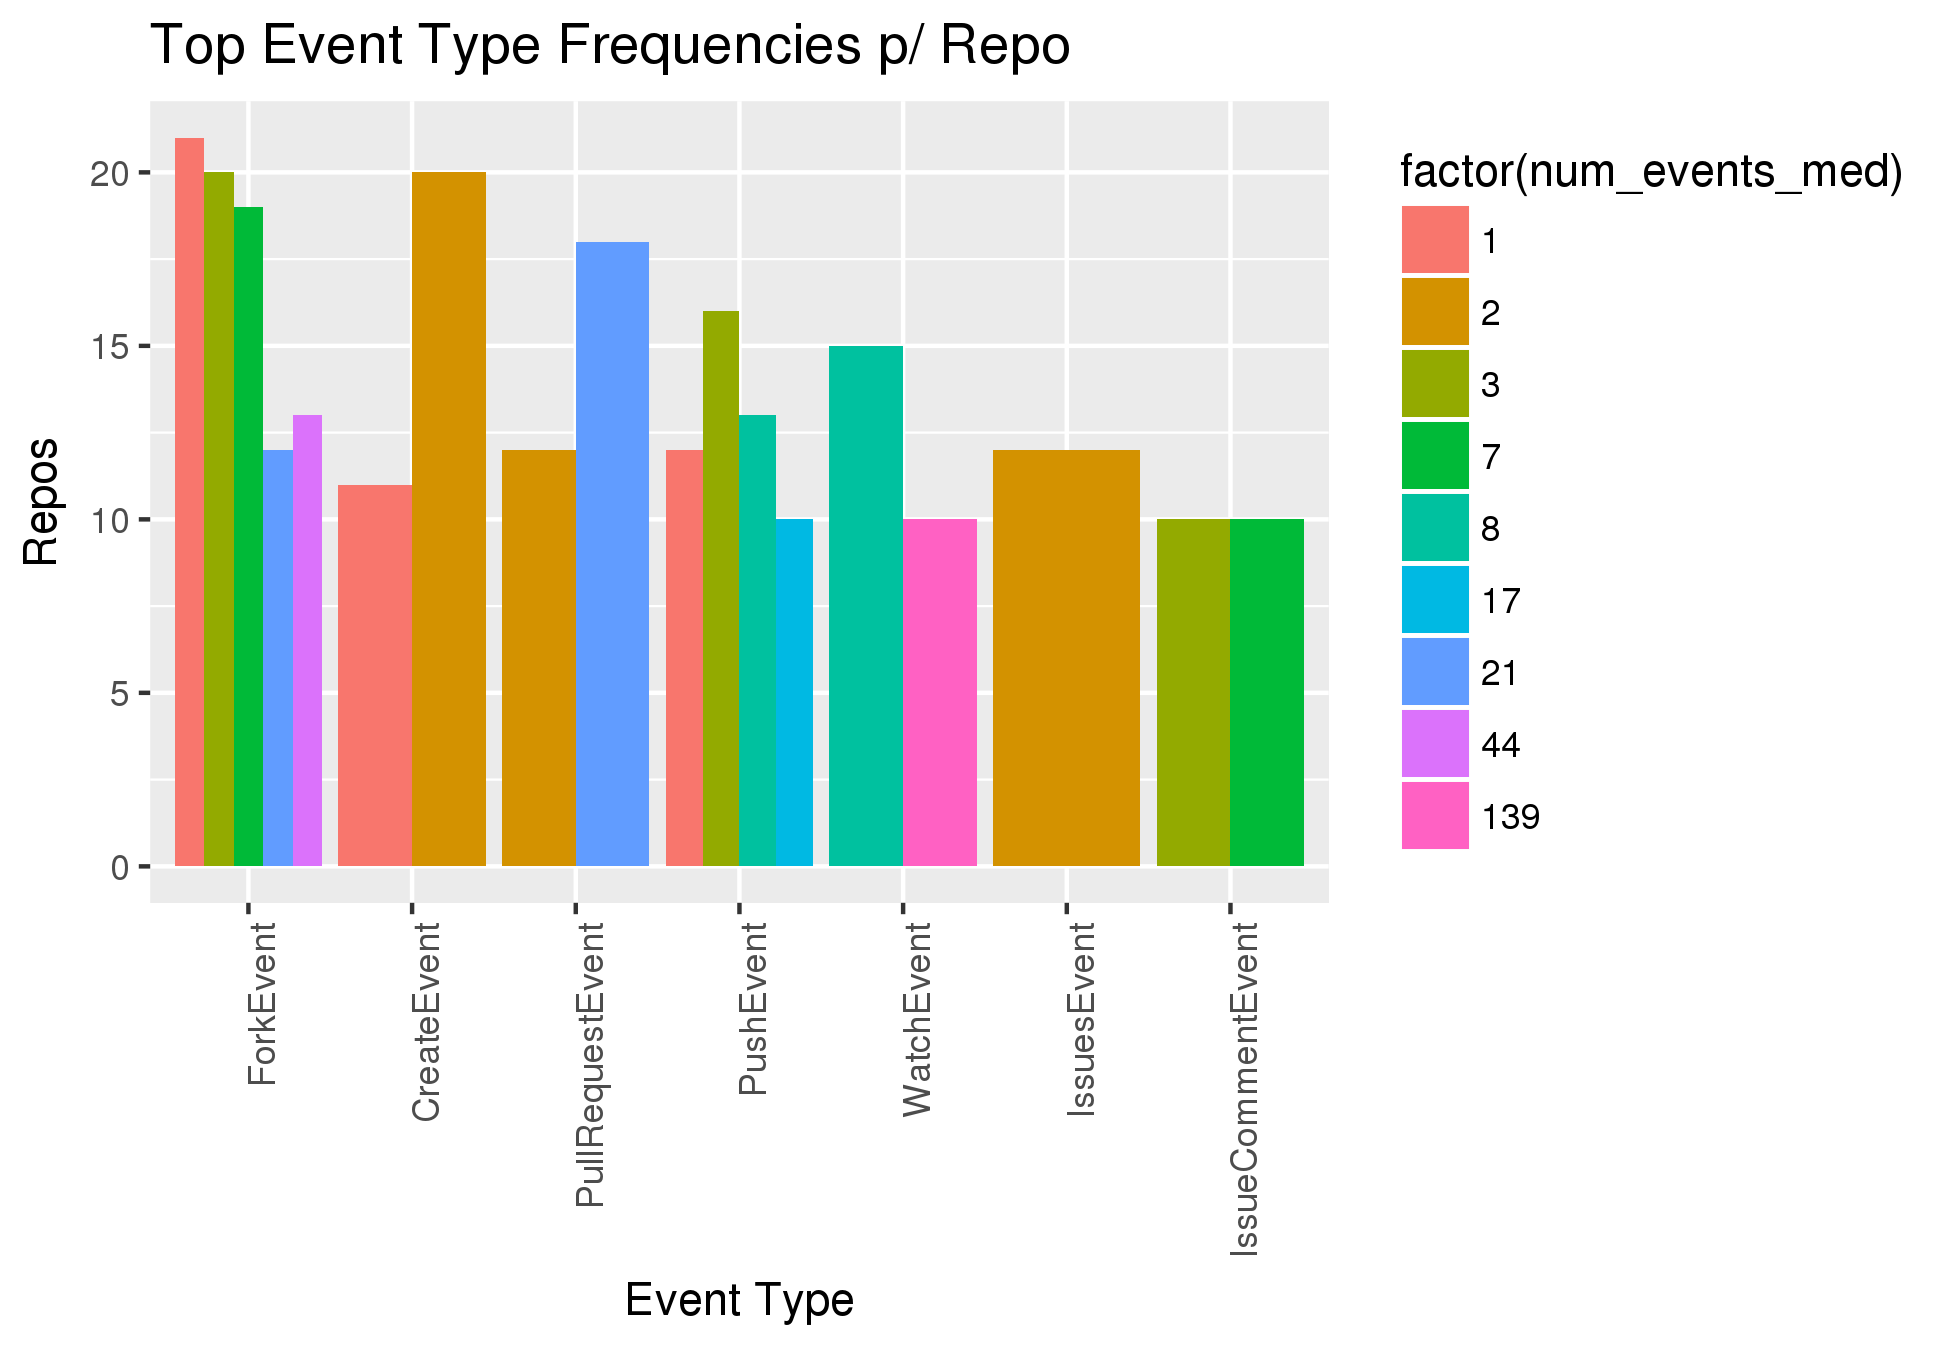 Top Event Type Frequencies p/ Repo
Repos
20
15
10
5
0
ForkEvent
CreateEvent
PullRequestEvent
PushEvent
WatchEvent
IssuesEvent
IssueCommentEvent
Event Type
factor(num_events_med)
1
2
3
7
8
17
21
44
139